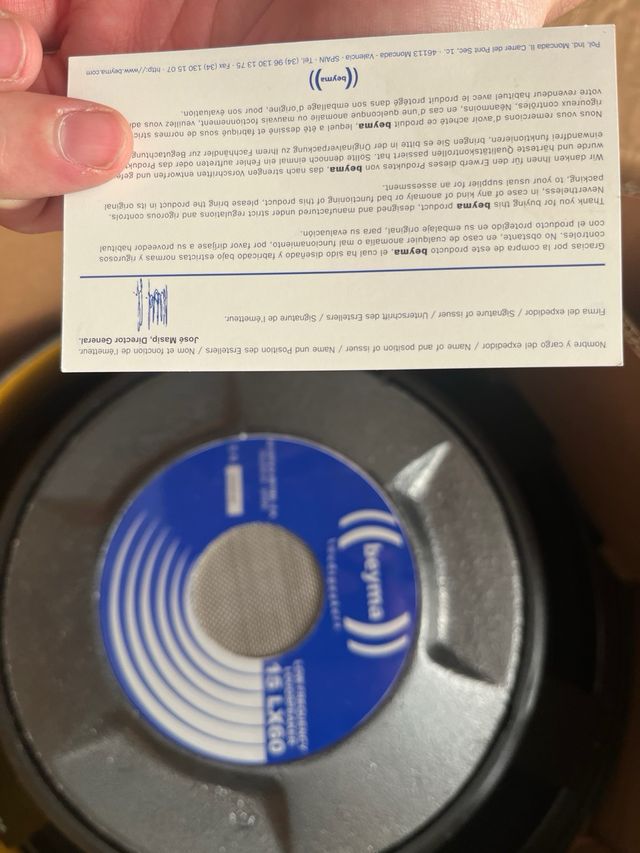 Nombre y cargo del expedidor / Name of and position of issuer / Name und Position des Erstellers / Nom et fonction de l'émetteur.
José Masip, Director General.
Firma del expedidor / Signature of issuer / Unterschrift des Erstellers / Signature de l'émetteur.
Gracias por la compra de este producto beyma, el cual ha sido diseñado y fabricado bajo estrictas normas y rigurosos
controles. No obstante, en caso de cualquier anomalía o mal funcionamiento, por favor diríjase a su proveedor habitual
con el producto protegido en su embalaje original, para su evaluacion.
Thank you for buying this beyma product, designed and manufactured under strict regulations and rigorous controls.
Nevertheless, in case of any kind of anomaly or bad functioning of this product, please bring the product in its original
packing, to your usual supplier for an assessment.
Wir danken Ihnen für den Erwerb dieses Produktes von beyma, das nach strengen Vorschriften entworfen und
wurde und härteste Qualitätskontrollen passiert hat. Sollte dennoch einmal ein Fehler auftreten oder das
einwandfrei funktionieren, bringen Sie es bitte in der Originalverpackung zu Ihrem Fachhändler zur Begutachtung
Nous vous remercions d'avoir acheté ce produit beyma, lequel a été dessiné et fabriqué sous de normes
rigoureux contrôles. Néanmoins, en cas d'une quelconque anomalie ou mauvais fonctionnement, veuillez vous
votre revendeur habituel avec le produit protégé dans son emballage d'origine, pour son évaluation.
beyma
Pol. Ind. Moncada II. Carrer del Pont Sec, 1c. · 46113 · Moncada · Valencia · SPAIN · Tel. (34) 96 130 13 75 · Fax (34) 130 15 07 · http://www.beyma.com
beyma
LOUDSPEAKERS
LOW FREQUENCY
LOUDSPEAKER
15 LX60